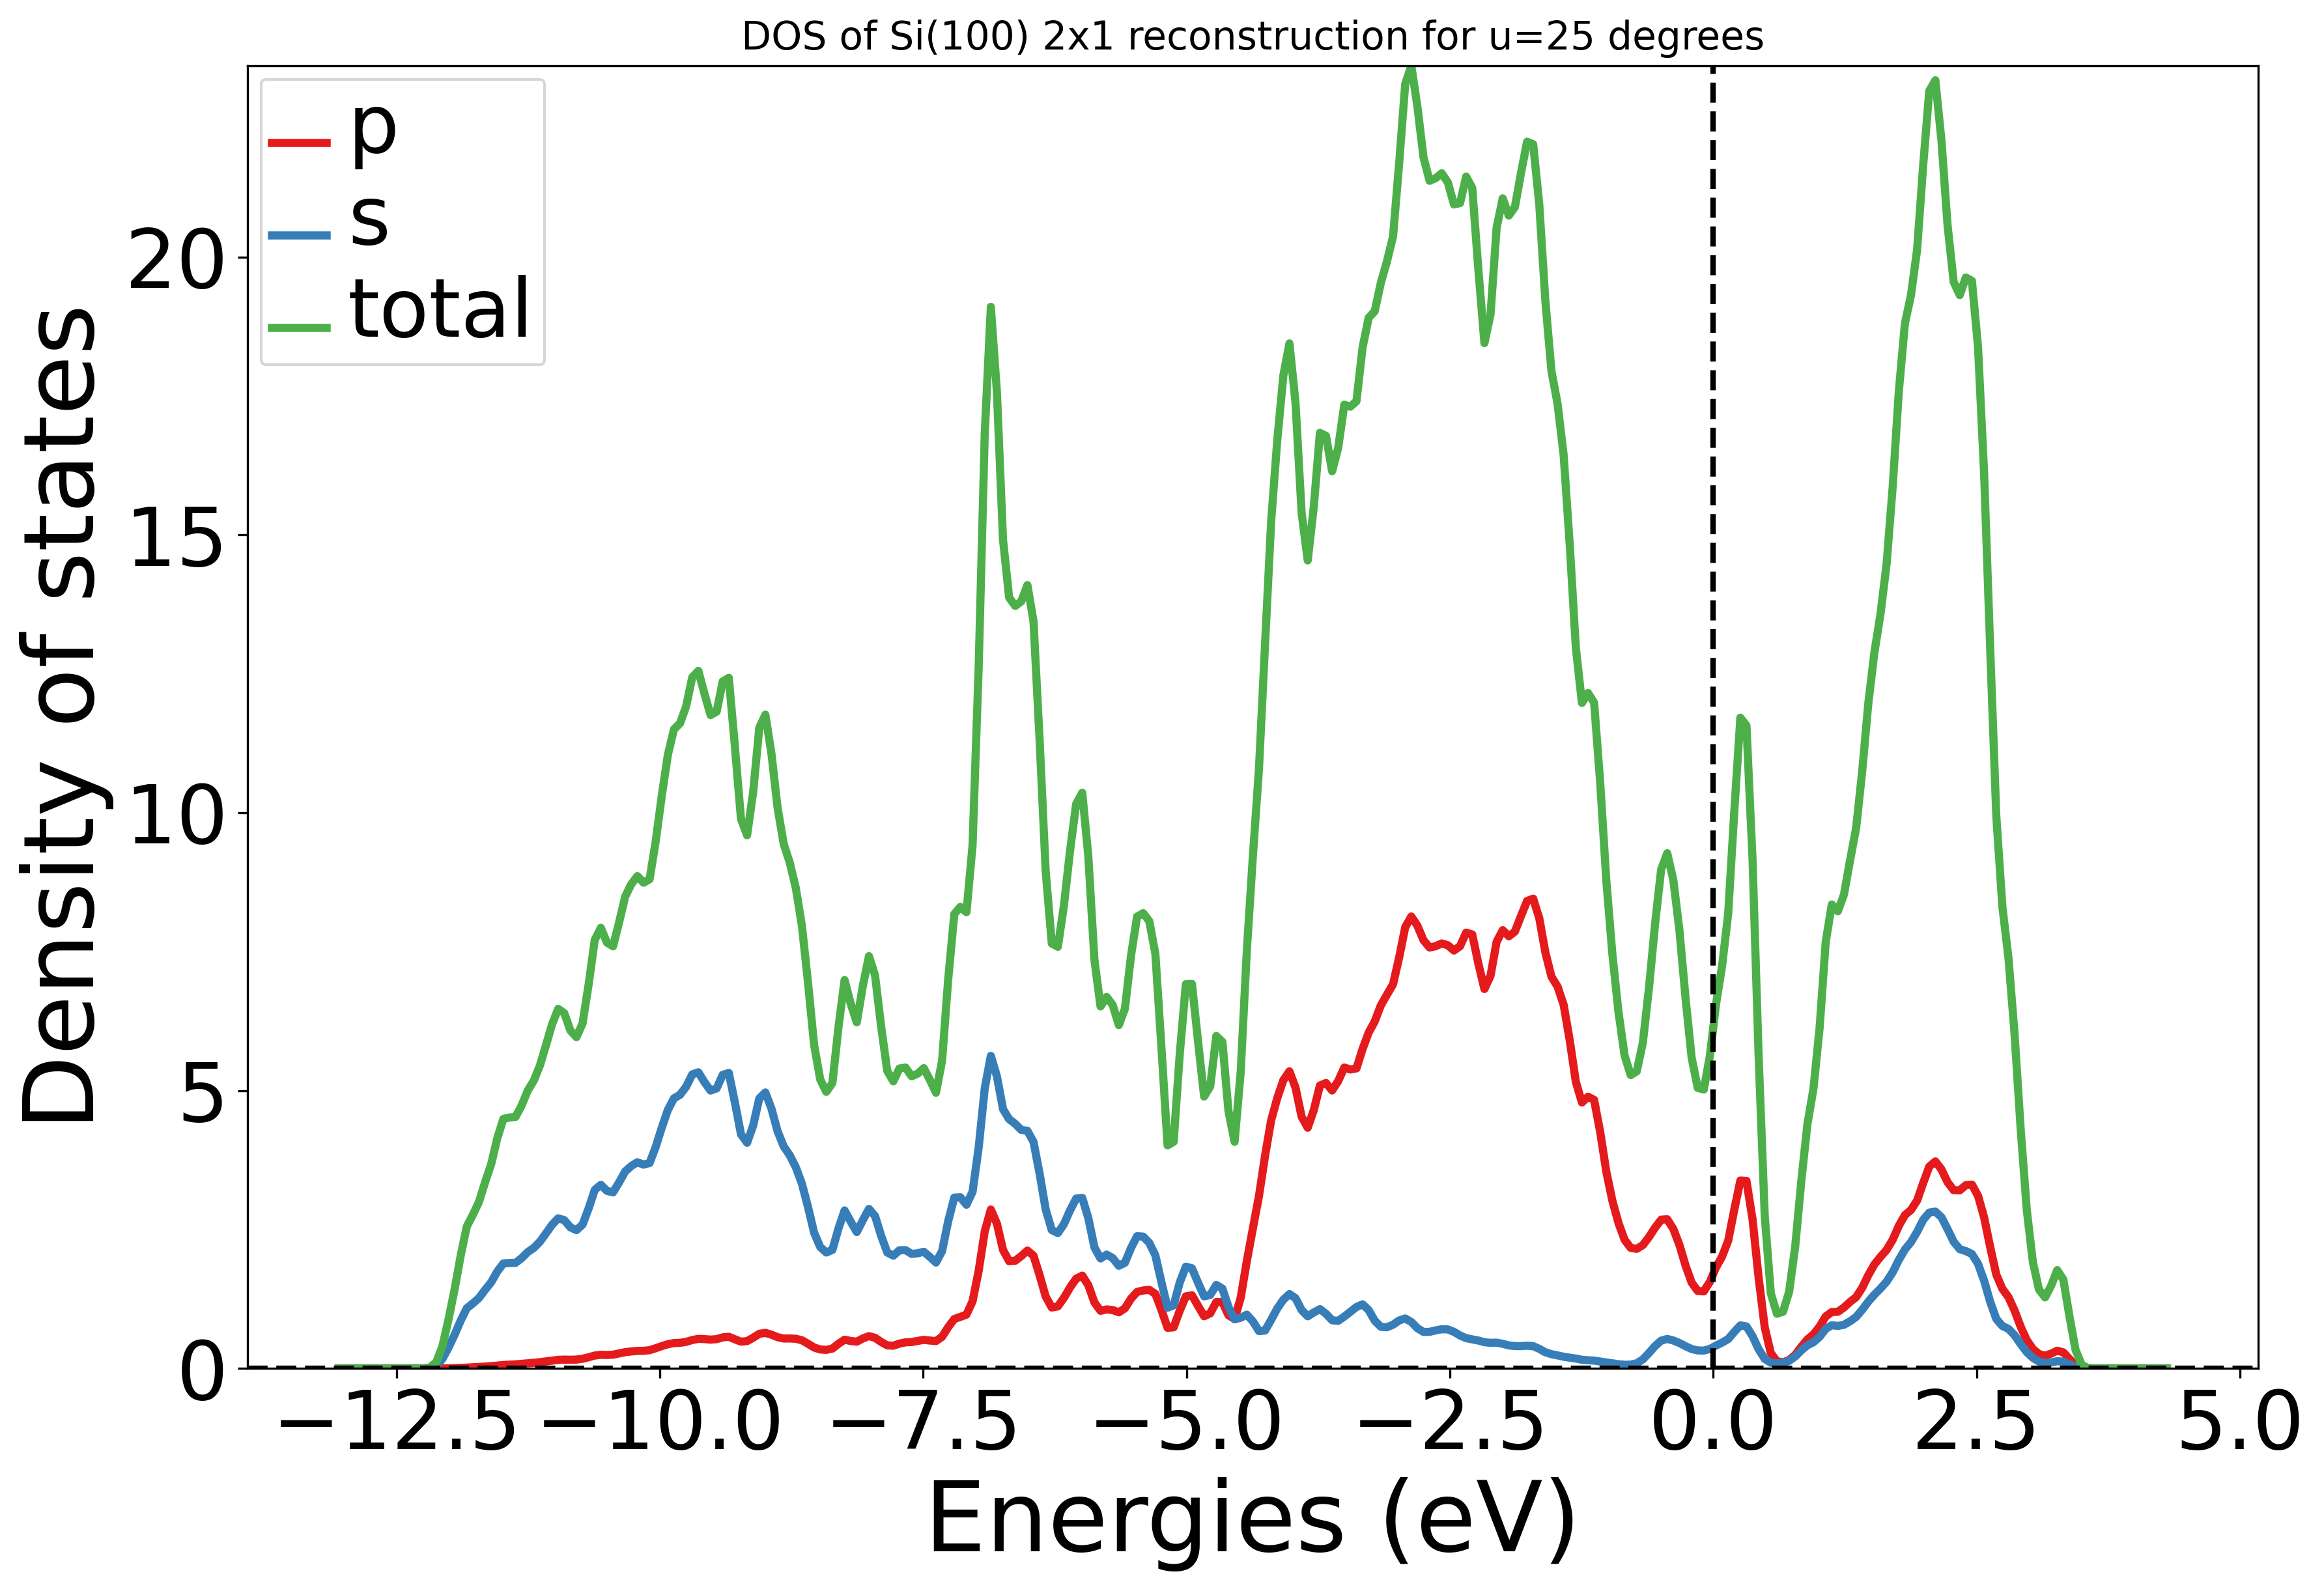 DOS of Si(100) 2x1 reconstruction for u=25 degrees
p
s
total
Density of states
20
15
10
5
0
−12.5 −10.0 −7.5 −5.0 −2.5 0.0 2.5 5.0
Energies (eV)